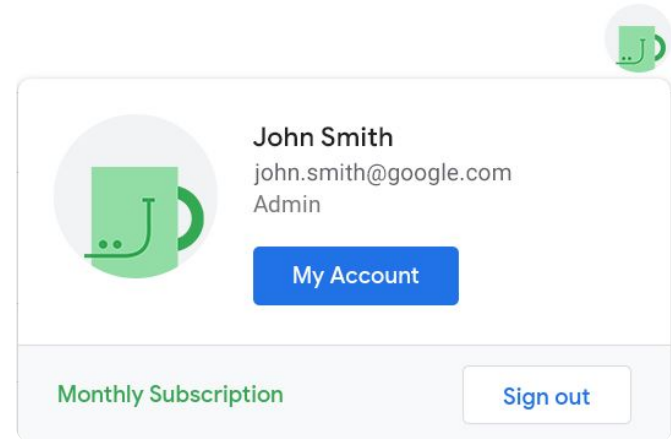 John Smith
john.smith@google.com
Admin
My Account
Monthly Subscription
Sign out